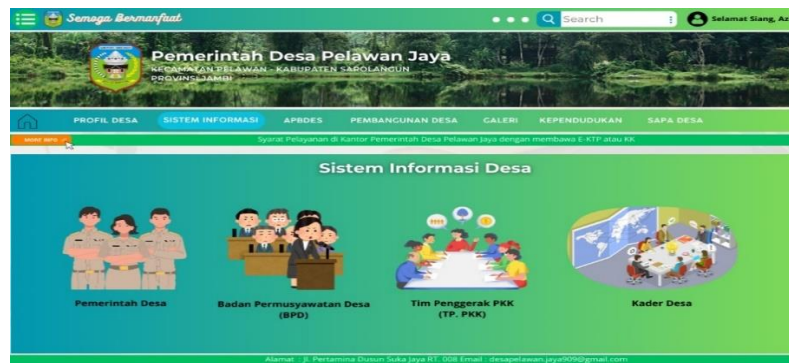 Semoga Bermanfaat
Search
Selamat Siang, Az
Pemerintah Desa Pelawan Jaya
KECAMATAN PELAWAN - KABUPATEN SAROLANGUN
PROVINSI JAMBI
PROFIL DESA SISTEM INFORMASI APBDES PEMBANGUNAN DESA GALERI KEPENDUDUKAN SAPA DESA
Syarat Pelayanan di Kantor Pemerintah Desa Pelawan Jaya dengan membawa E-KTP atau KK
Sistem Informasi Desa
Pemerintah Desa
Badan Permusyawatan Desa
(BPD)
Tim Penggerak PKK
(TP. PKK)
Kader Desa
Alamat : Jl. Pertamina Dusun Suka Jaya RT. 008 Email : desapelawan.jaya909@gmail.com